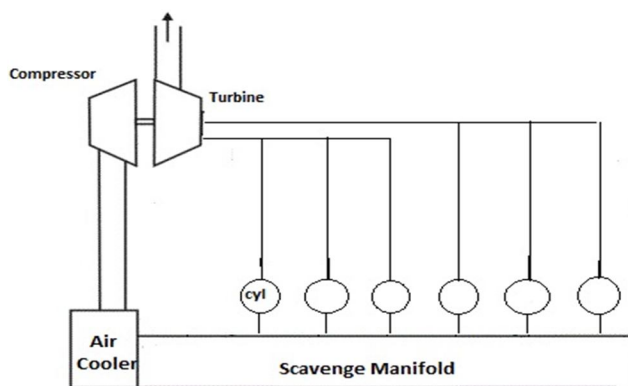 Compressor
Turbine
cyl
Air
Cooler
Scavenge Manifold